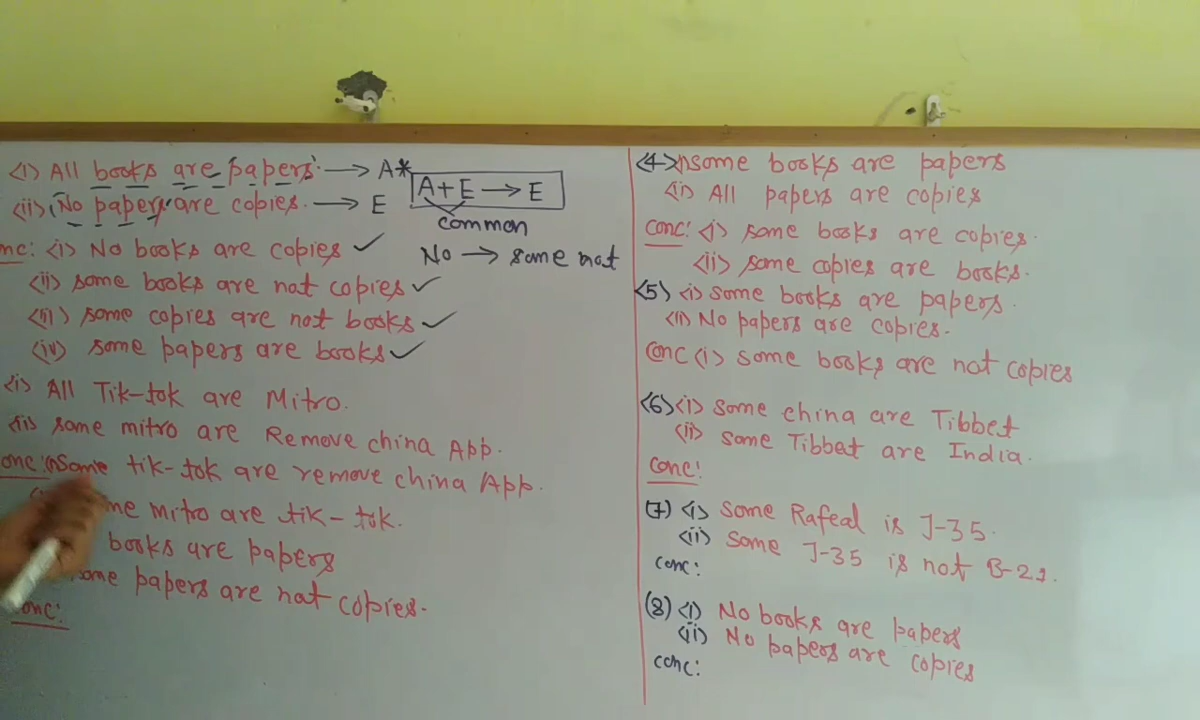 (1) All books are papers → A*
A+E → E
(ii) No papers are copies. → E
common
nc: (i) No books are copies ✓
No → some not
(ii) some books are not copies ✓
(iii) some copies are not books ✓
(iv) some papers are books ✓
(i) All Tik-tok are Mitro.
(ii) some mitro are Remove china App.
onc: (i) Some tik-tok are remove china App.
me Mitro are tik-tok.
books are papers
some papers are not copies.
conc:
(4) (i) some books are papers
(ii) All papers are copies
conc: (i) some books are copies.
(ii) some copies are books.
(5) (i) some books are papers.
(ii) No papers are copies.
conc (i) some books are not copies
(6) (i) Some china are Tibbet
(ii) some Tibbat are India.
conc:
(7) (i) some Rafeal is J-35.
(ii) some J-35 is not B-21.
conc:
(8) (i) No books are papers
(ii) No papers are copies
conc: